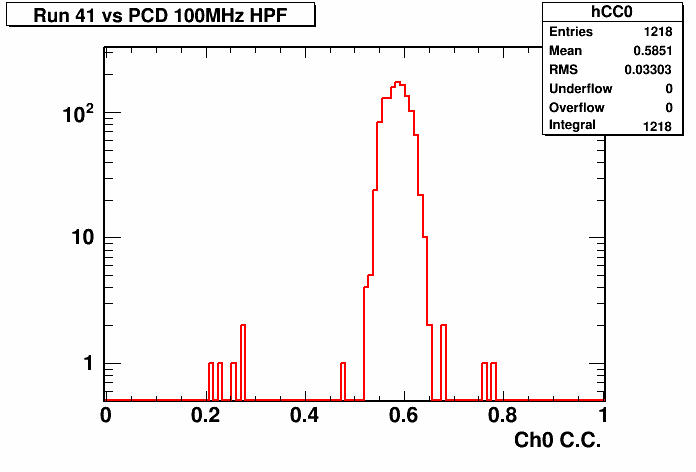 Run 41 vs PCD 100MHz HPF
hCC0
Entries 1218
Mean 0.5851
RMS 0.03303
Underflow 0
Overflow 0
Integral 1218
10²
10
1
0 0.2 0.4 0.6 0.8 1
Ch0 C.C.